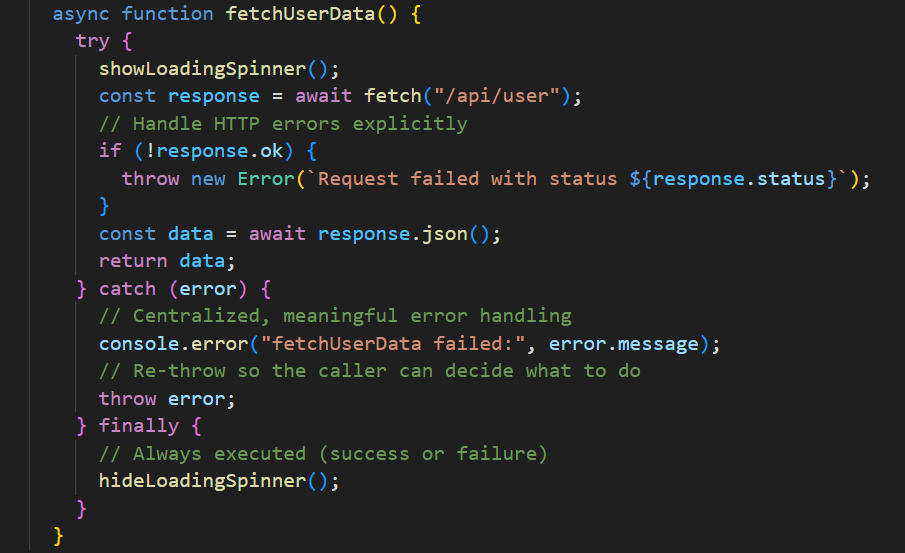 async function fetchUserData() {
  try {
    showLoadingSpinner();
    const response = await fetch("/api/user");
    // Handle HTTP errors explicitly
    if (!response.ok) {
      throw new Error(`Request failed with status ${response.status}`);
    }
    const data = await response.json();
    return data;
  } catch (error) {
    // Centralized, meaningful error handling
    console.error("fetchUserData failed:", error.message);
    // Re-throw so the caller can decide what to do
    throw error;
  } finally {
    // Always executed (success or failure)
    hideLoadingSpinner();
  }
}